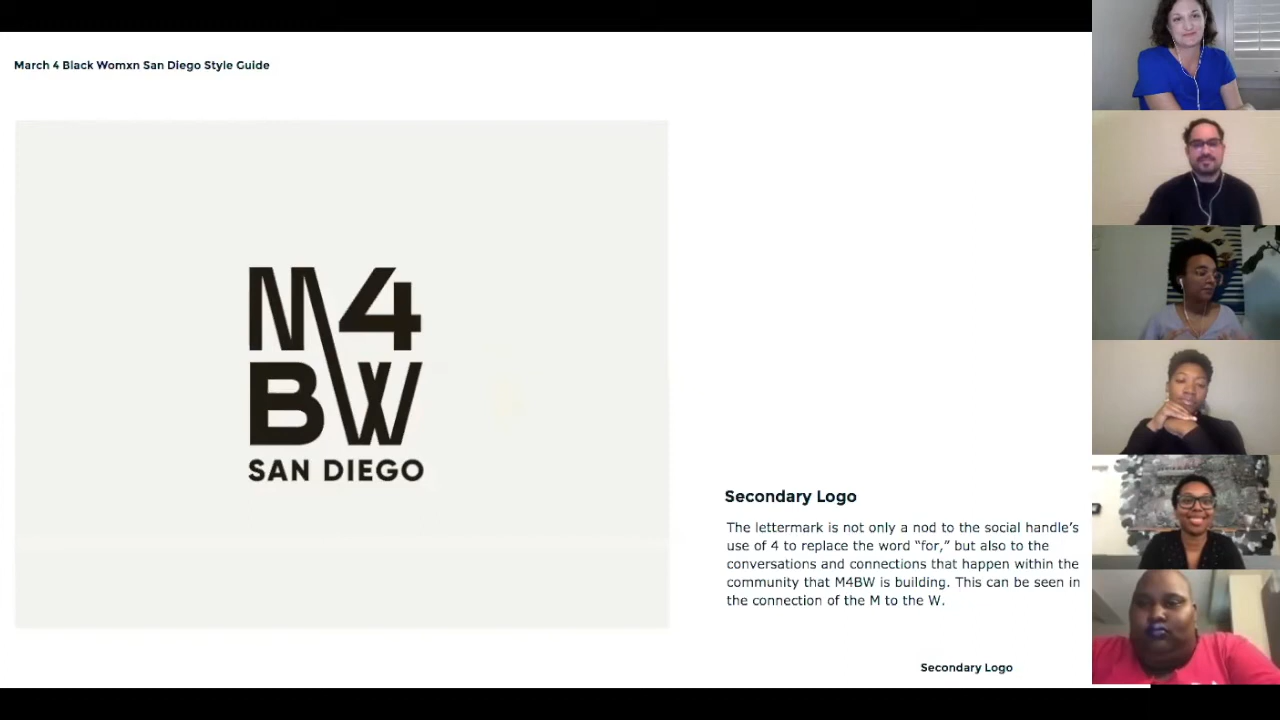 March 4 Black Womxn San Diego Style Guide
M4
BW
SAN DIEGO
Secondary Logo
The lettermark is not only a nod to the social handle's
use of 4 to replace the word “for,” but also to the
conversations and connections that happen within the
community that M4BW is building. This can be seen in
the connection of the M to the W.
Secondary Logo